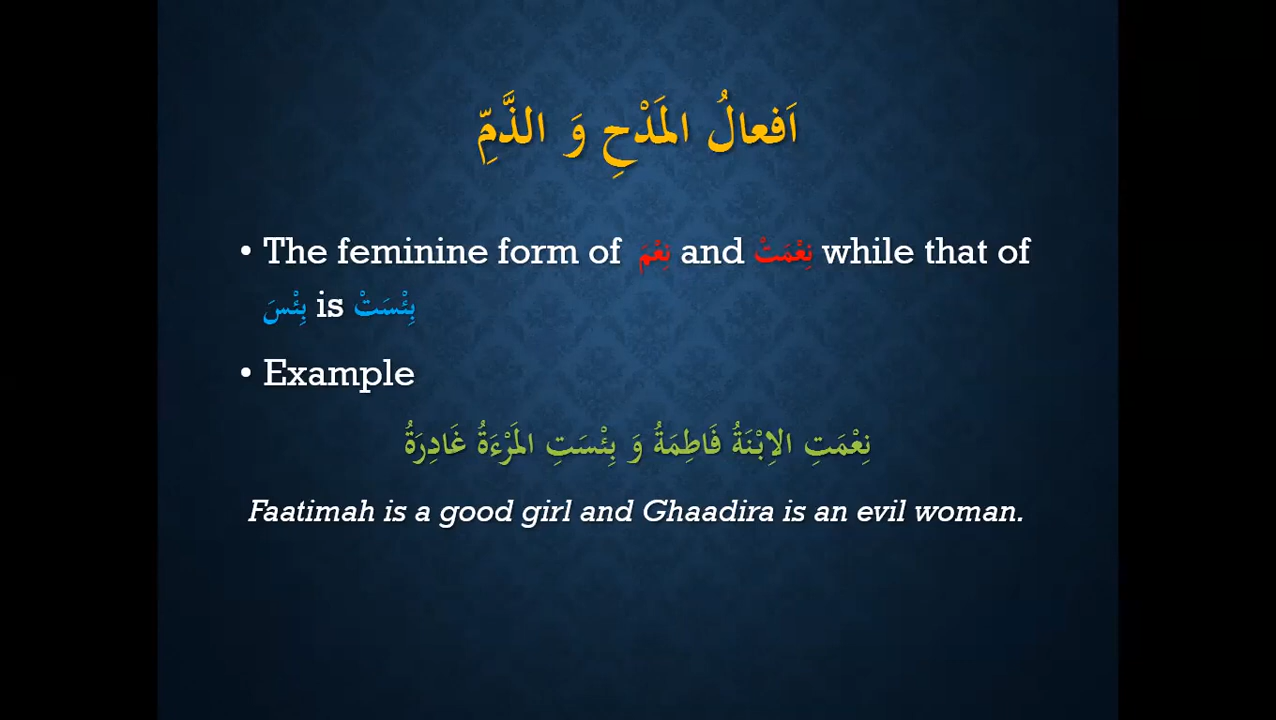 اَفعالُ المَدْحِ وَ الذَّمِّ
• The feminine form of نِعْمَ and نِعْمَتْ while that of
بِئْسَ is بِئْسَتْ
• Example
نِعْمَتِ الاِبْنَةُ فَاطِمَةُ وَ بِئْسَتِ المَرْءَةُ غَادِرَةُ
Faatimah is a good girl and Ghaadira is an evil woman.